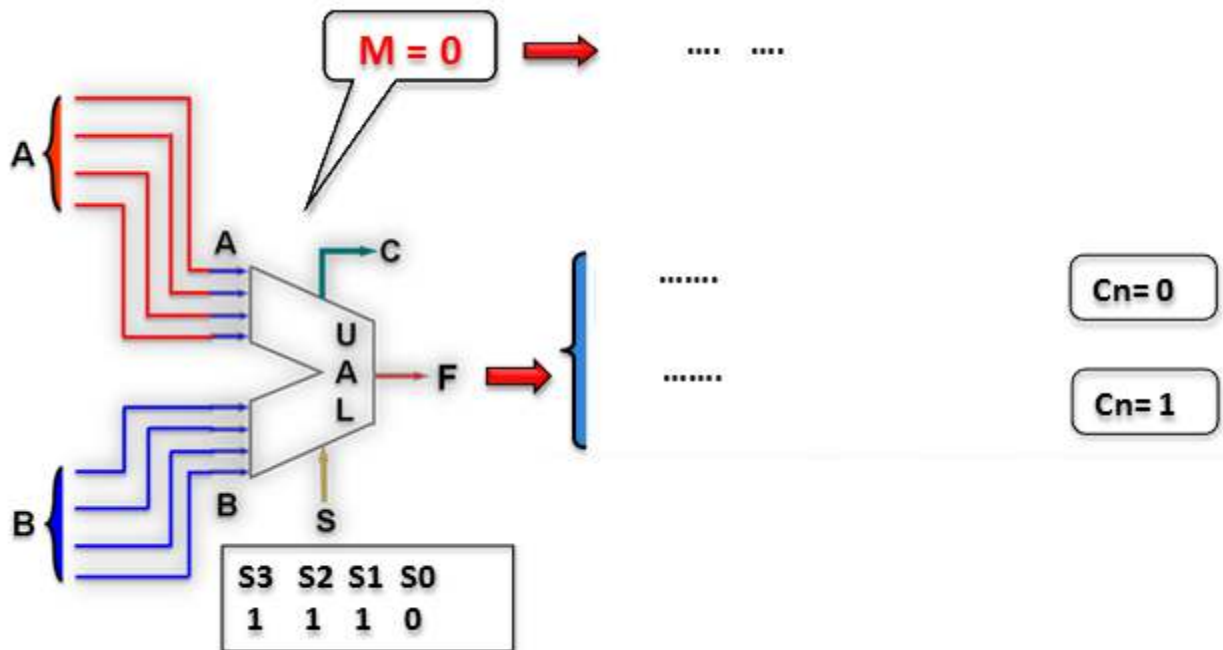 M = 0
.... ....
A
A
C
.......
Cn= 0
U
A
L
F
.......
Cn= 1
B
B
S
S3 S2 S1 S0
1 1 1 0